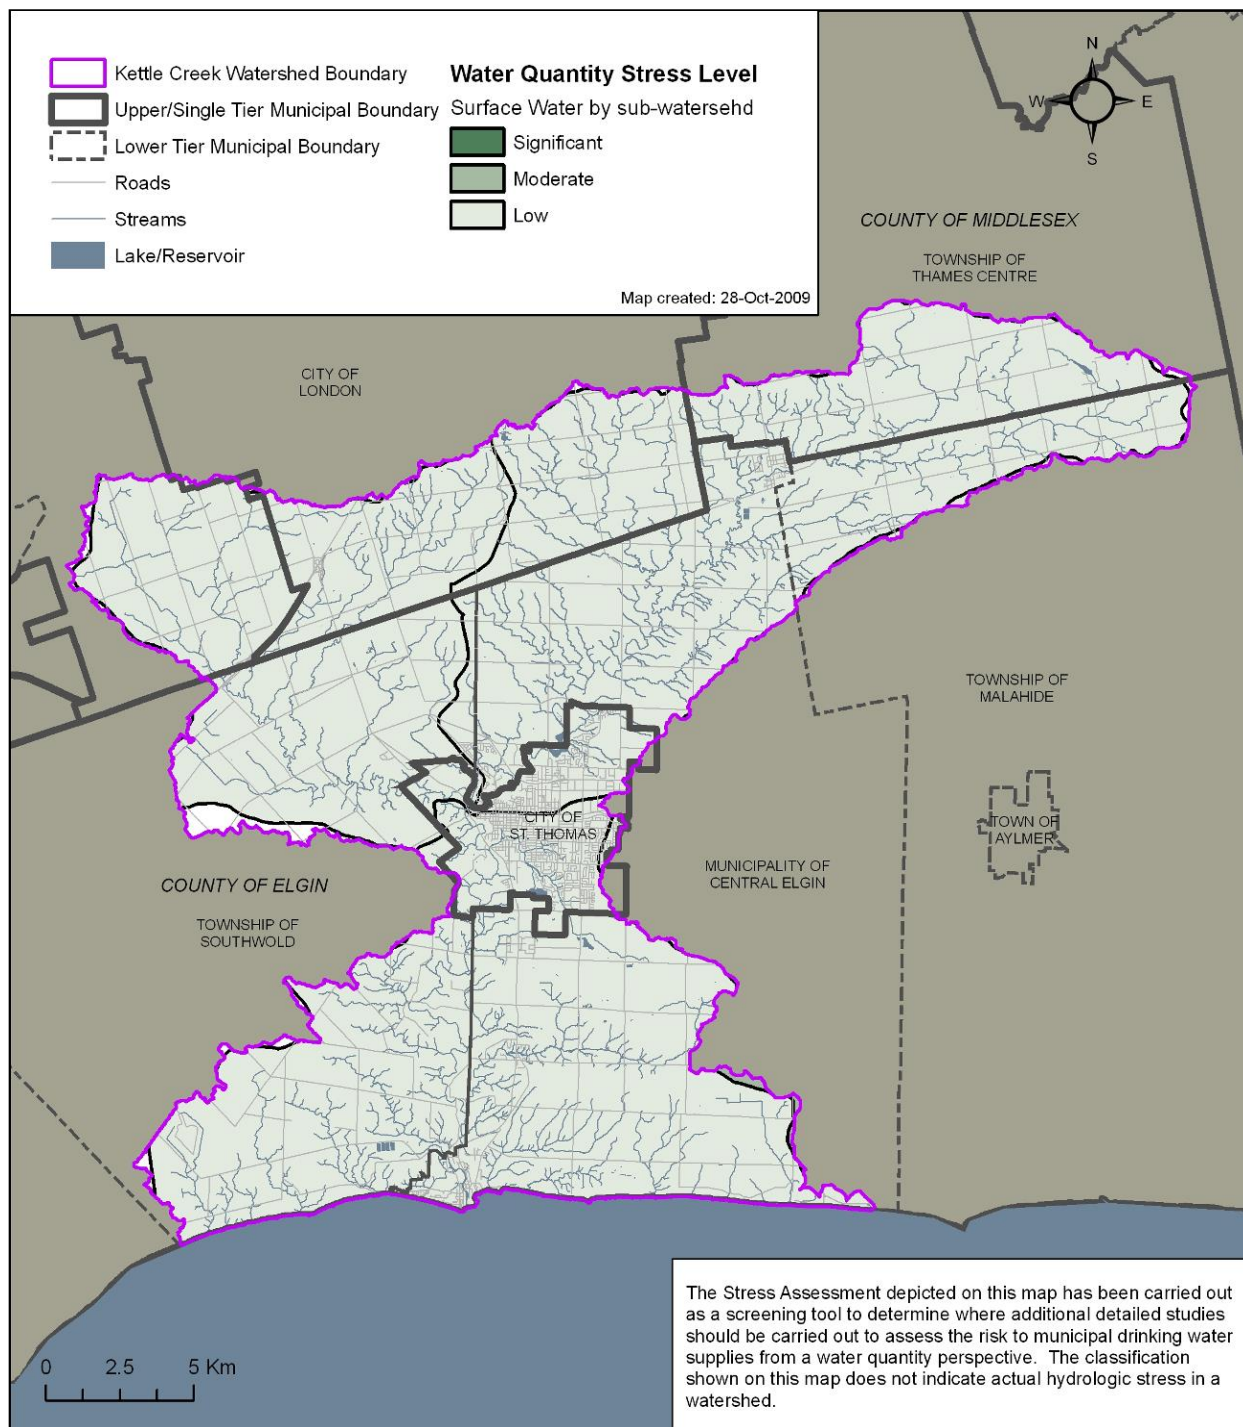 Kettle Creek Watershed Boundary
Upper/Single Tier Municipal Boundary
Lower Tier Municipal Boundary
Roads
Streams
Lake/Reservoir
Water Quantity Stress Level
Surface Water by sub-watersehd
Significant
Moderate
Low
Map created: 28-Oct-2009
N
W
E
S
COUNTY OF MIDDLESEX
TOWNSHIP OF
THAMES CENTRE
CITY OF
LONDON
TOWNSHIP OF
MALAHIDE
TOWN OF
AYLMER
CITY OF
ST. THOMAS
MUNICIPALITY OF
CENTRAL ELGIN
COUNTY OF ELGIN
TOWNSHIP OF
SOUTHWOLD
0 2.5 5 Km
The Stress Assessment depicted on this map has been carried out
as a screening tool to determine where additional detailed studies
should be carried out to assess the risk to municipal drinking water
supplies from a water quantity perspective. The classification
shown on this map does not indicate actual hydrologic stress in a
watershed.